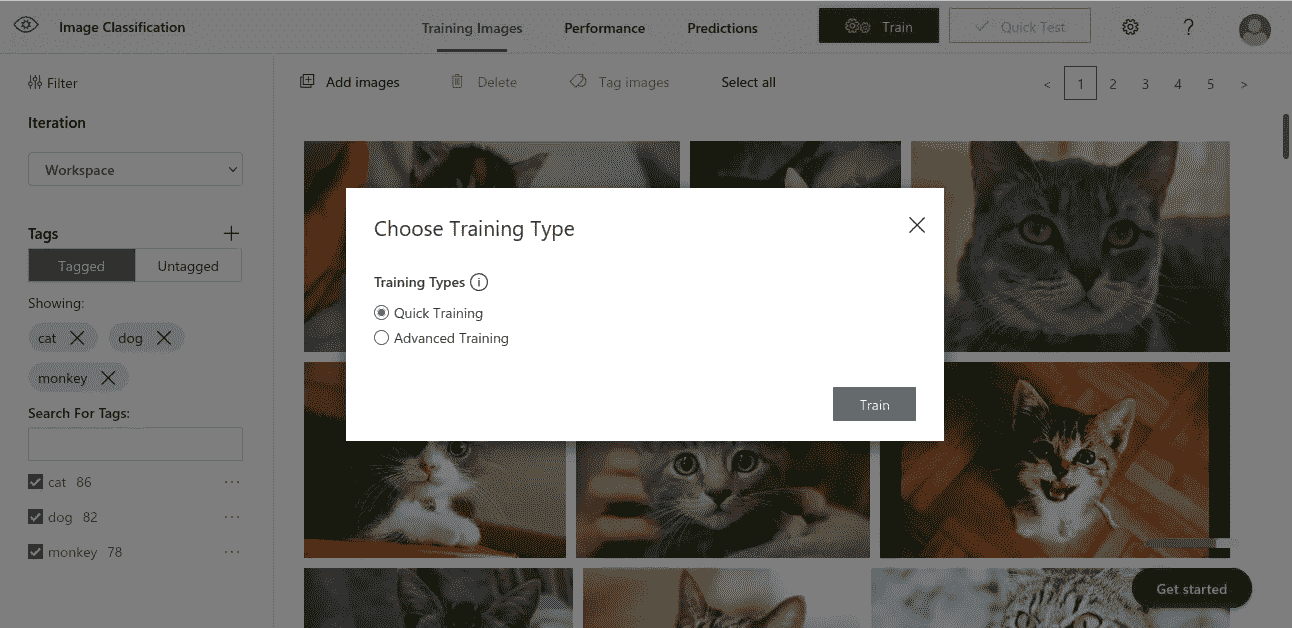 Image Classification
Training Images Performance Predictions
Train
Quick Test
?
Filter
Add images Delete Tag images Select all
< 1 2 3 4 5 >
Iteration
Workspace
Tags
Tagged Untagged
Showing:
cat dog
monkey
Search For Tags:
cat 86 ...
dog 82 ...
monkey 78 ...
Choose Training Type
Training Types i
Quick Training
Advanced Training
Train
Get started